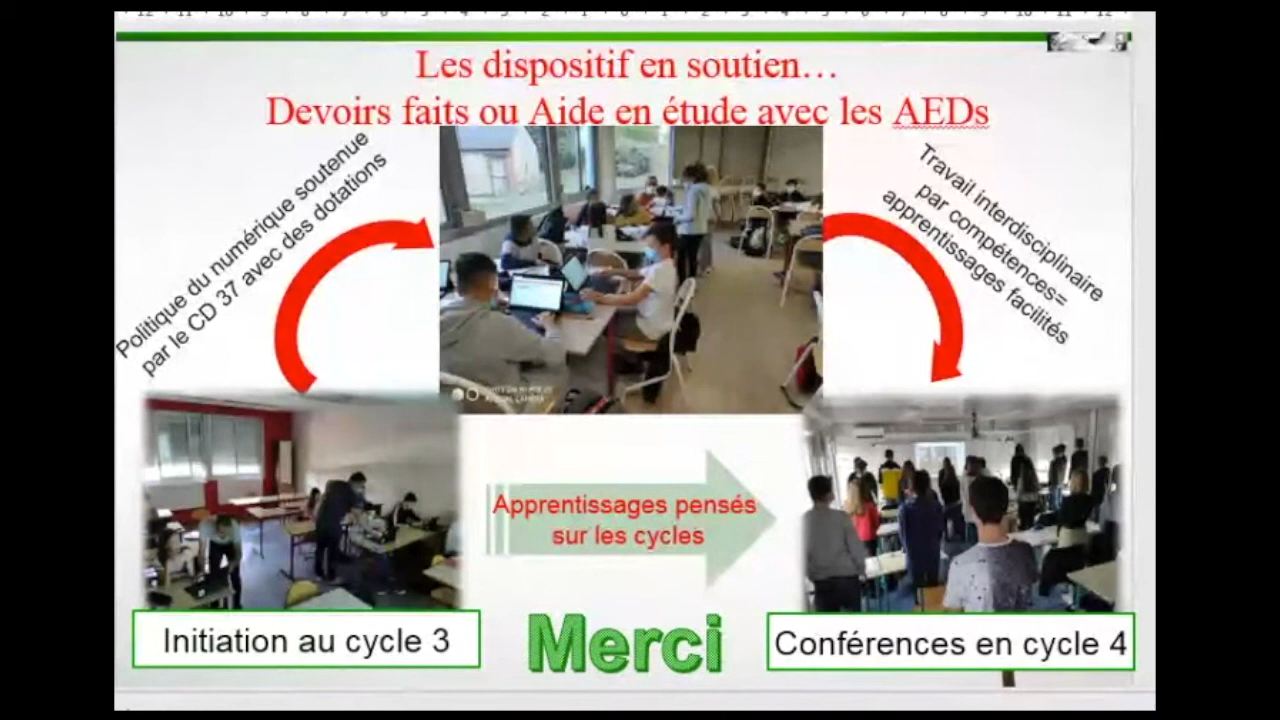 Les dispositif en soutien…
Devoirs faits ou Aide en étude avec les AEDs
Politique du numérique soutenue
par le CD 37 avec des dotations
Travail interdisciplinaire
par compétences=
apprentissages facilités
Apprentissages pensés
sur les cycles
Initiation au cycle 3
Merci
Conférences en cycle 4